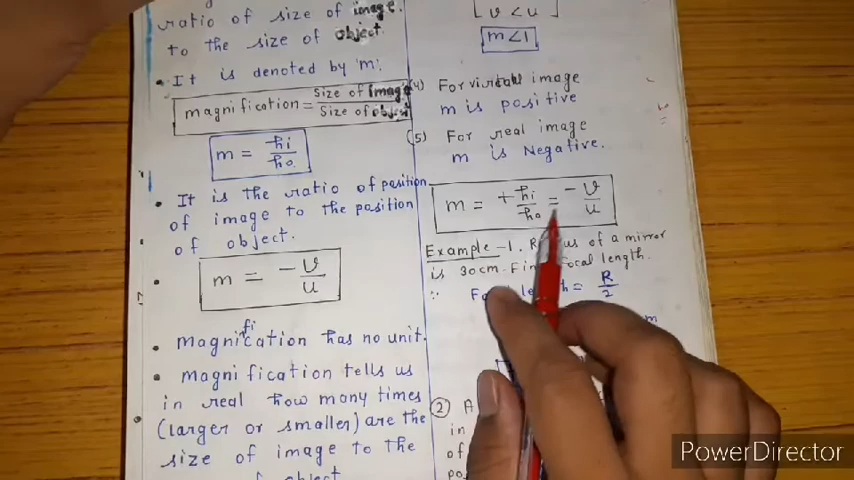 ratio of size of image.
to the size of object.
• It is denoted by 'm'.
magnification = size of image / size of object
m = hi / ho
• It is the ratio of position
of image to the position
of object.
m = - v / u
• magnification has no unit.
• magnification tells us
in real how many times
(larger or smaller) are the
size of image to the
object
v < u
m < 1
(4) For virtual image
m is positive
(5) For real image
m is Negative.
m = + hi / ho = - v / u
Example - 1. of a mirror
is 30cm. focal length.
∵ = R / 2
m
② A
in
of
PowerDirector